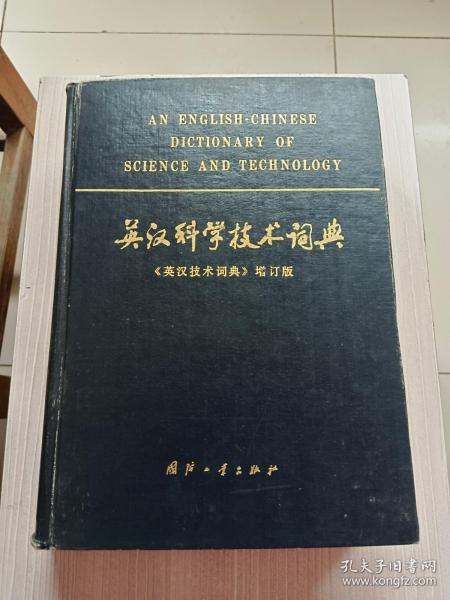 AN ENGLISH-CHINESE
DICTIONARY OF
SCIENCE AND TECHNOLOGY
英汉科学技术词典
《英汉技术词典》增订版
国防工业出版社
孔夫子旧书网
www.kongfz.com